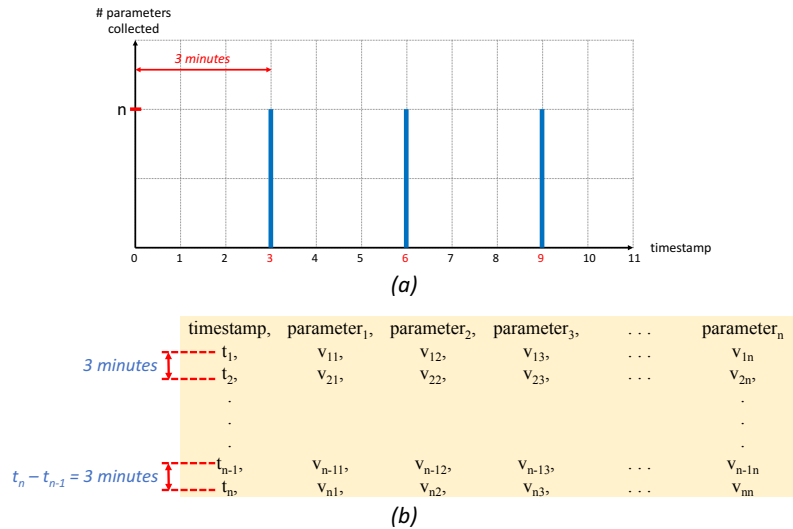 # parameters
collected
3 minutes
n
timestamp
0 1 2 3 4 5 6 7 8 9 10 11
(a)
timestamp, parameter₁, parameter₂, parameter₃, . . . parameterₙ
t₁, v₁₁, v₁₂, v₁₃, . . . v₁ₙ
3 minutes
t₂, v₂₁, v₂₂, v₂₃, . . . v₂ₙ,
. . . . .
. . . . .
. . . . .
tₙ₋₁, vₙ₋₁₁, vₙ₋₁₂, vₙ₋₁₃, . . . vₙ₋₁ₙ
tₙ – tₙ₋₁ = 3 minutes
tₙ, vₙ₁, vₙ₂, vₙ₃, . . . vₙₙ
(b)